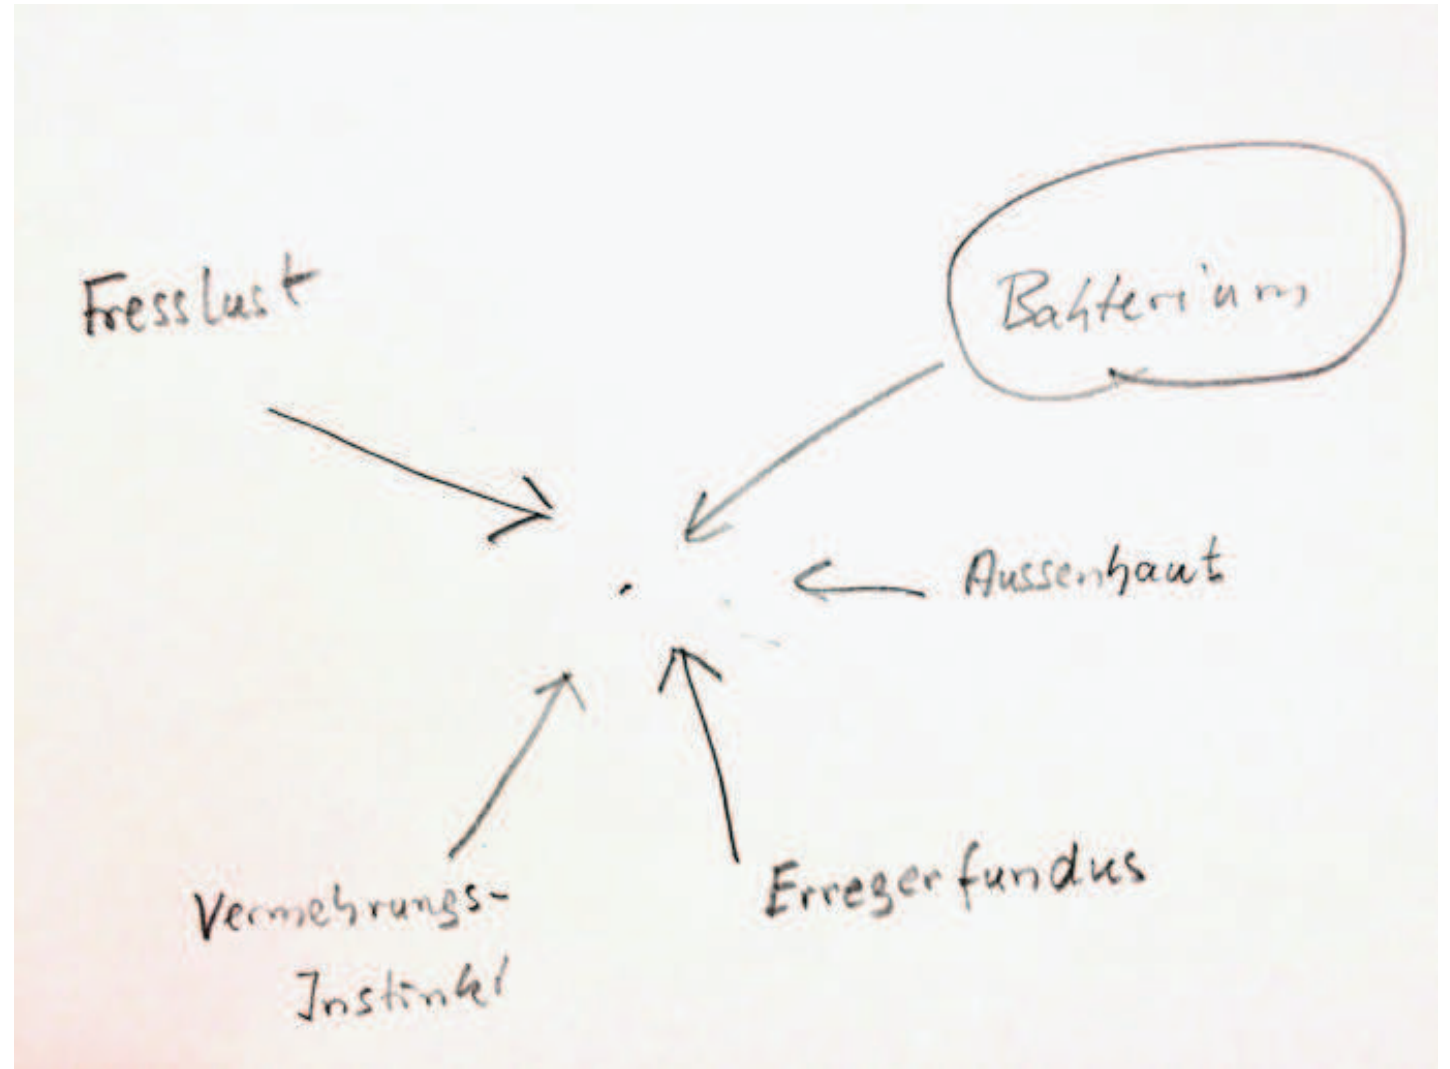 Fresslust
Bakterium
Aussenhaut
Erregerfundus
Vermehrungs-
Instinkt